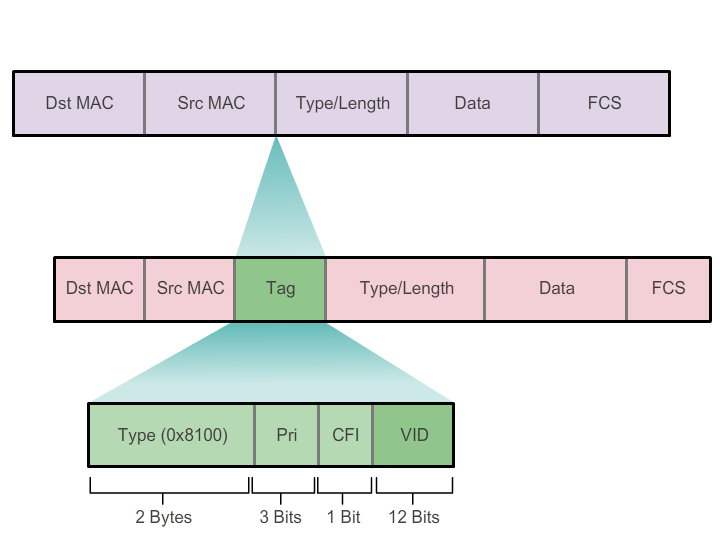 Dst MAC Src MAC Type/Length Data FCS
Dst MAC Src MAC Tag Type/Length Data FCS
Type (0x8100) Pri CFI VID
2 Bytes 3 Bits 1 Bit 12 Bits